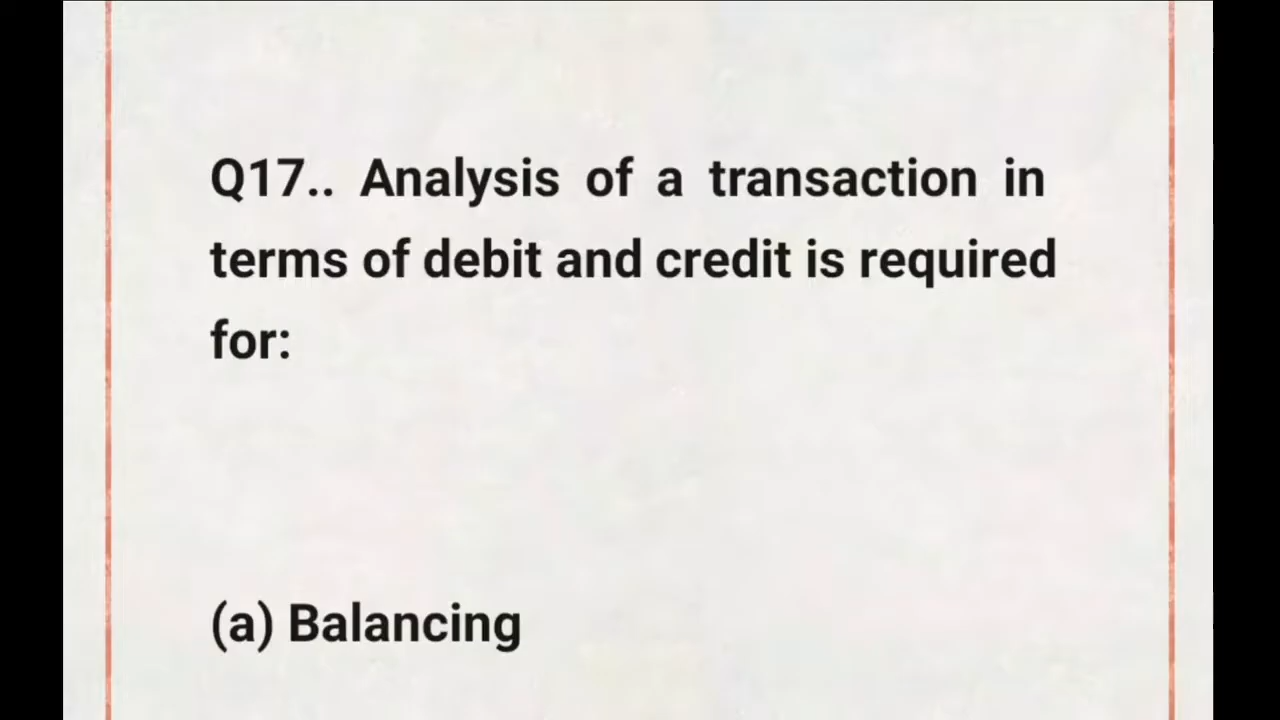 Q17.. Analysis of a transaction in
terms of debit and credit is required
for:
(a) Balancing